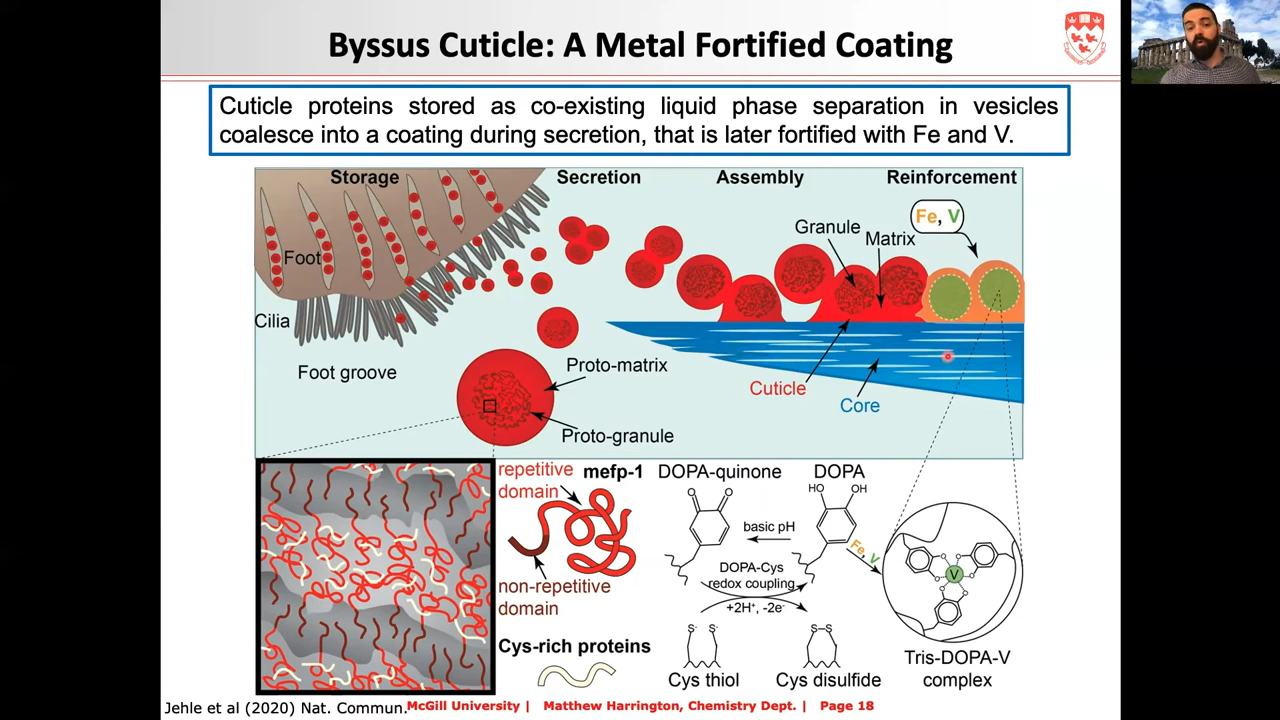 Byssus Cuticle: A Metal Fortified Coating
Cuticle proteins stored as co-existing liquid phase separation in vesicles
coalesce into a coating during secretion, that is later fortified with Fe and V.
Storage
Secretion
Assembly
Reinforcement
Fe, V
Granule
Matrix
Foot
Cilia
Foot groove
Proto-matrix
Proto-granule
Cuticle
Core
repetitive
domain
mefp-1
non-repetitive
domain
Cys-rich proteins
DOPA-quinone
DOPA
O
O
HO
OH
basic pH
Fe, V
DOPA-Cys
redox coupling
+2H⁺, -2e⁻
S⁻
S⁻
S–S
Cys thiol
Cys disulfide
V
Tris-DOPA-V
complex
Jehle et al (2020) Nat. Commun.
McGill University | Matthew Harrington, Chemistry Dept. | Page 18